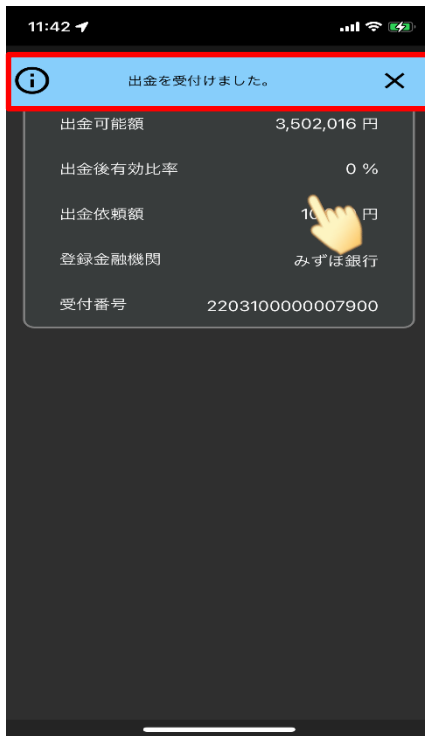 11:42
出金を受付けました。
出金可能額 3,502,016 円
出金後有効比率 0 %
出金依頼額 円
登録金融機関 みずほ銀行
受付番号 2203100000007900